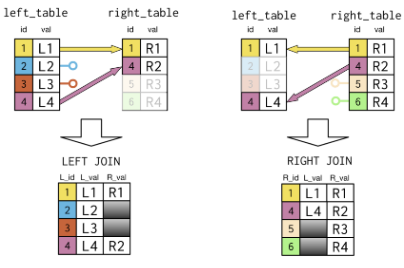 left_table right_table
id val id val
1 L1 1 R1
2 L2 4 R2
3 L3 5 R3
4 L4 6 R4
LEFT JOIN
L_id L_val R_val
1 L1 R1
2 L2
3 L3
4 L4 R2
left_table right_table
id val id val
1 L1 1 R1
2 L2 4 R2
3 L3 5 R3
4 L4 6 R4
RIGHT JOIN
R_id L_val R_val
1 L1 R1
4 L4 R2
5 R3
6 R4